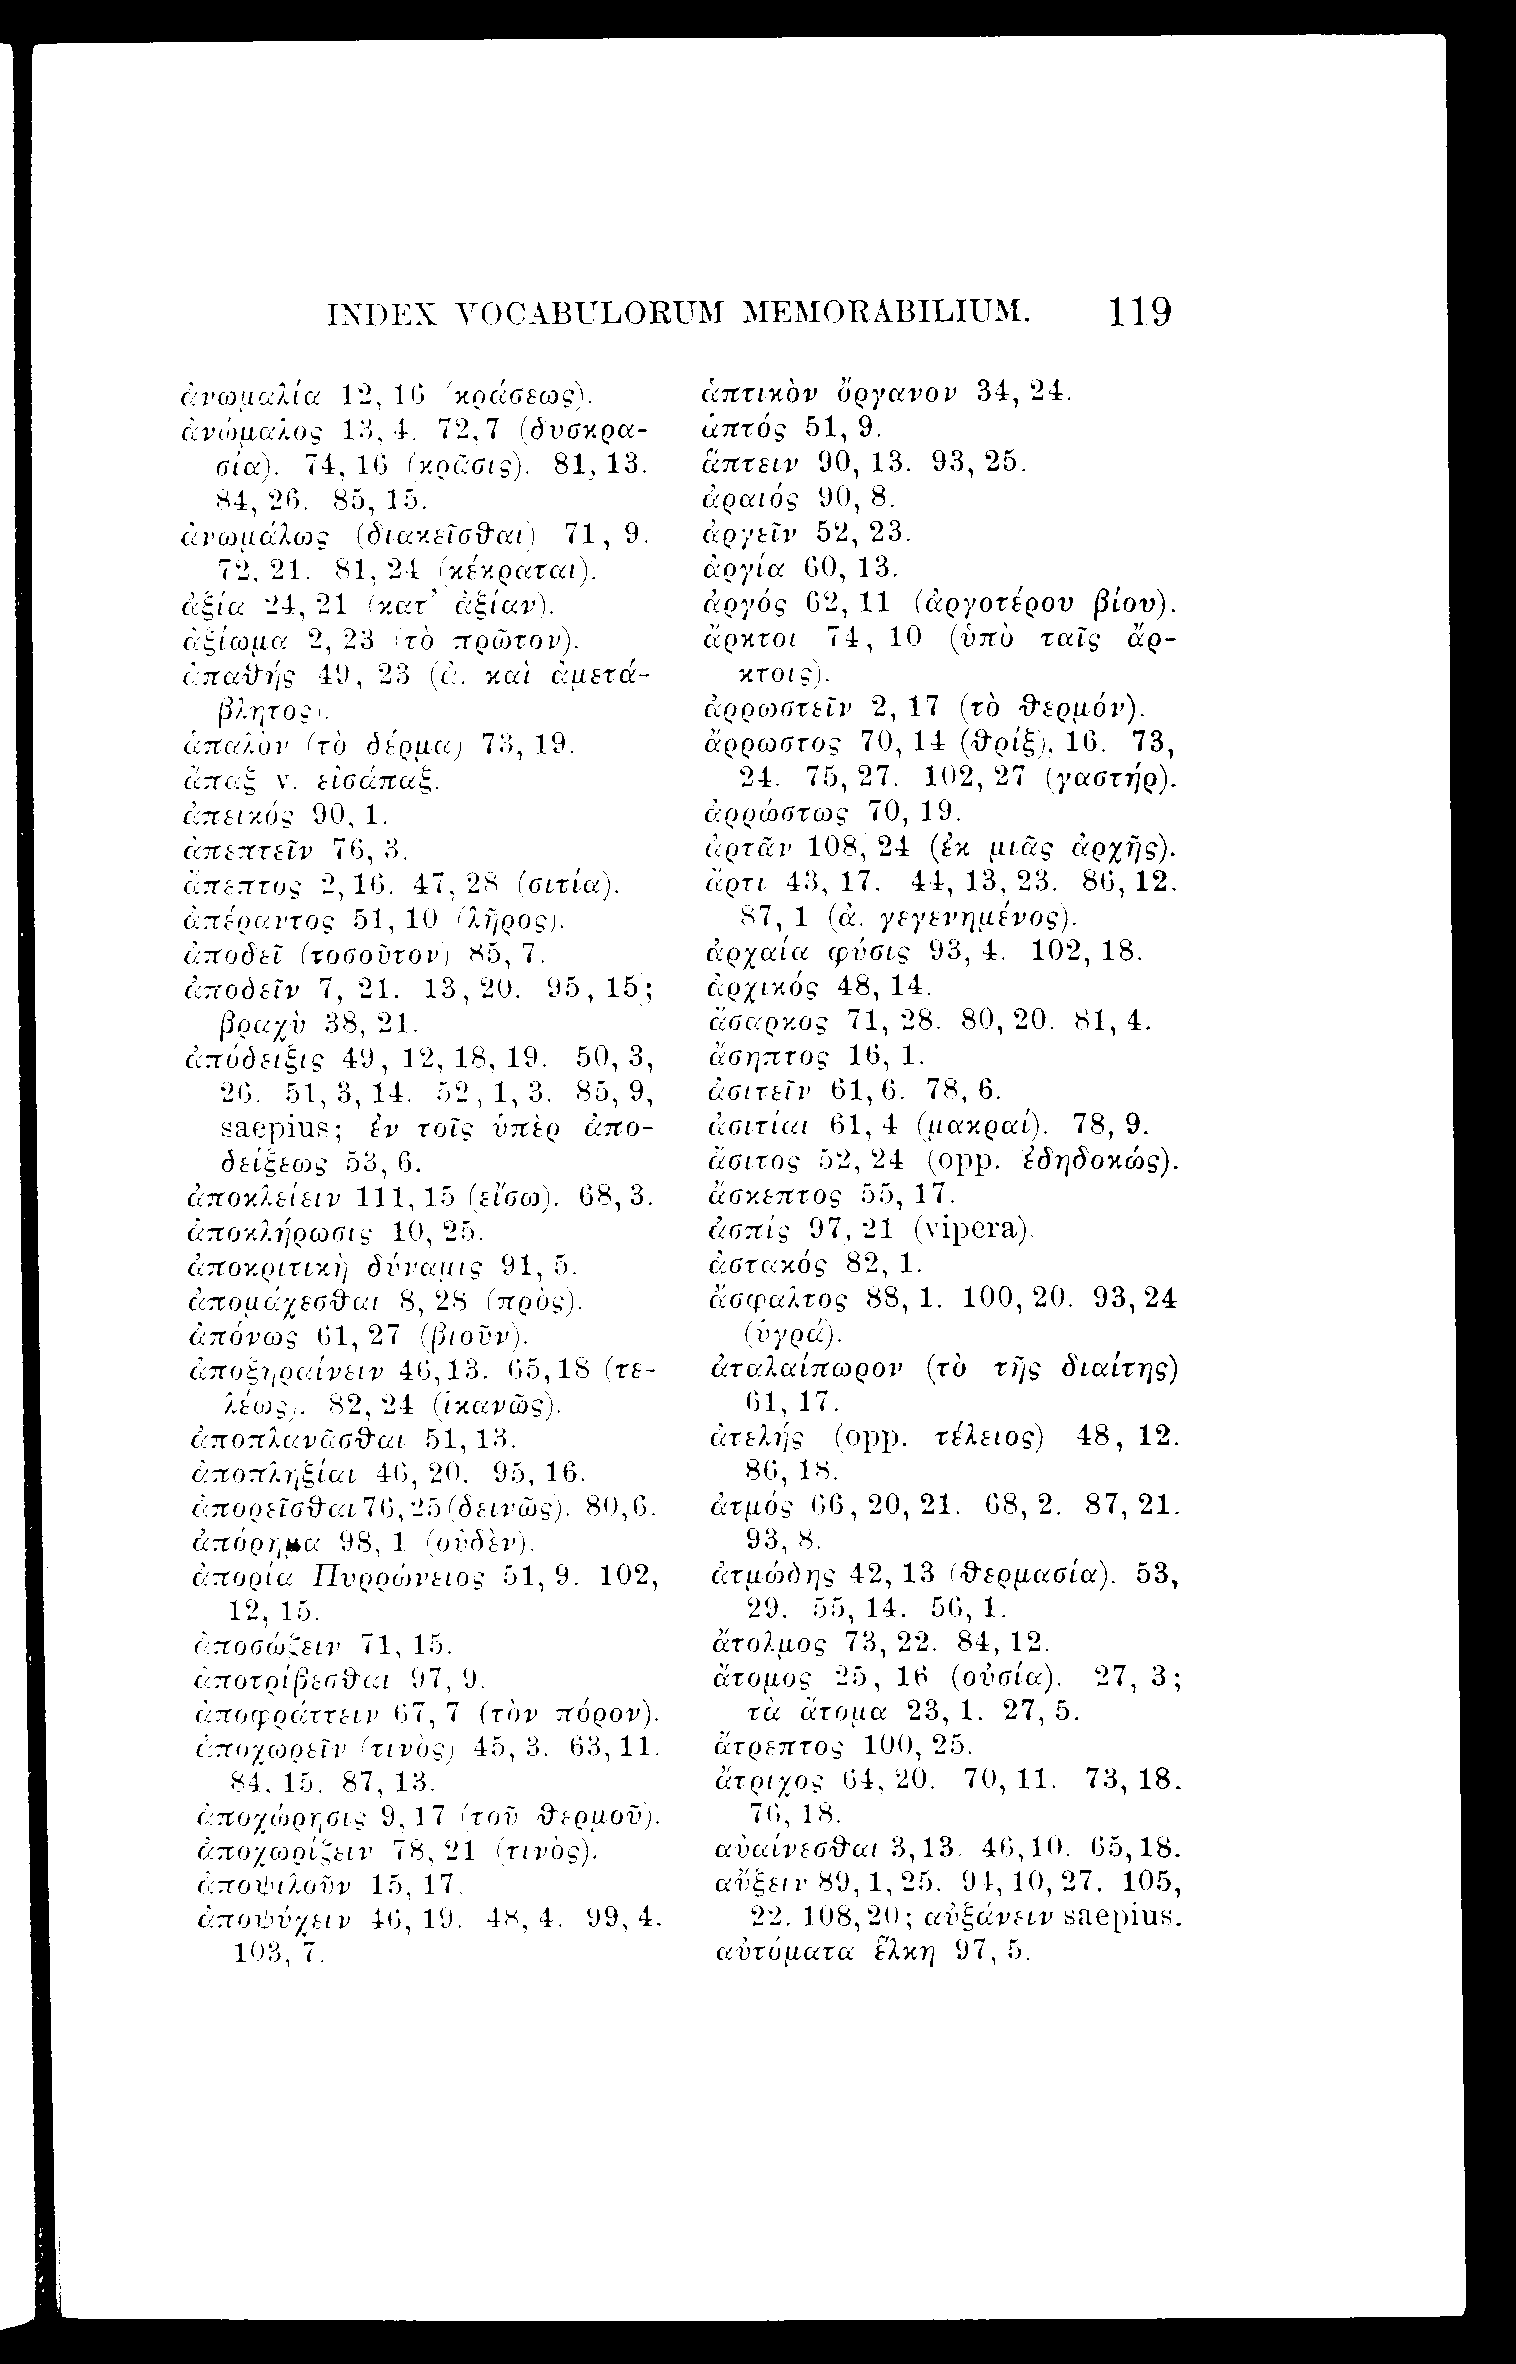 INDEX VOCABULORUM MEMORABILIUM. 119
ἀνωμαλία 12, 16 (κράσεως).
ἀνώμαλος 13, 4. 72, 7 (δυσκρα-
σία). 74, 16 (κρᾶσις). 81, 13.
84, 26. 85, 15.
ἀνωμάλως (διακεῖσθαι) 71, 9.
72, 21. 81, 24 (κέκραται).
ἀξία 24, 21 (κατ’ ἀξίαν).
ἀξίωμα 2, 23 (τὸ πρῶτον).
ἀπαθής 49, 23 (ἀ. καὶ ἀμετά-
βλητος).
ἁπαλὸν (τὸ δέρμα) 73, 19.
ἅπαξ v. εἰσάπαξ.
ἀπεικός 90, 1.
ἀπεπτεῖν 76, 3.
ἄπεπτος 2, 16. 47, 28 (σιτία).
ἀπέραντος 51, 10 (λῆρος).
ἀποδεῖ (τοσοῦτον) 85, 7.
ἀποδεῖν 7, 21. 13, 20. 95, 15;
βραχὺ 38, 21.
ἀπόδειξις 49, 12, 18, 19. 50, 3,
26. 51, 3, 14. 52, 1, 3. 85, 9,
saepius; ἐν τοῖς ὑπὲρ ἀπο-
δείξεως 53, 6.
ἀποκλείειν 111, 15 (εἴσω). 68, 3.
ἀποκλήρωσις 10, 25.
ἀποκριτικὴ δύναμις 91, 5.
ἀπομάχεσθαι 8, 28 (πρὸς).
ἀπόνως 61, 27 (βιοῦν).
ἀποξηραίνειν 46, 13. 65, 18 (τε-
λέως). 82, 24 (ἱκανῶς).
ἀποπλανᾶσθαι 51, 13.
ἀποπληξίαι 46, 20. 95, 16.
ἀπορεῖσθαι 76, 25 (δεινῶς). 80, 6.
ἀπόρημα 98, 1 (οὐδὲν).
ἀπορία Πυρρώνειος 51, 9. 102,
12, 15.
ἀποσώζειν 71, 15.
ἀποτρίβεσθαι 97, 9.
ἀποφράττειν 67, 7 (τὸν πόρον).
ἀποχωρεῖν (τινὸς) 45, 3. 63, 11.
84, 15. 87, 13.
ἀποχώρησις 9, 17 (τοῦ θερμοῦ).
ἀποχωρίζειν 78, 21 (τινὸς).
ἀποψιλοῦν 15, 17.
ἀποψύχειν 46, 19. 48, 4. 99, 4.
103, 7.
ἁπτικὸν ὄργανον 34, 24.
ἁπτός 51, 9.
ἅπτειν 90, 13. 93, 25.
ἀραιός 90, 8.
ἀργεῖν 52, 23.
ἀργία 60, 13.
ἀργός 62, 11 (ἀργοτέρου βίου).
ἄρκτοι 74, 10 (ὑπὸ ταῖς ἄρ-
κτοις).
ἀρρωστεῖν 2, 17 (τὸ θερμόν).
ἄρρωστος 70, 14 (θρίξ), 16. 73,
24. 75, 27. 102, 27 (γαστήρ).
ἀρρώστως 70, 19.
ἀρτᾶν 108, 24 (ἐκ μιᾶς ἀρχῆς).
ἄρτι 43, 17. 44, 13, 23. 86, 12.
87, 1 (ἀ. γεγενημένος).
ἀρχαία φύσις 93, 4. 102, 18.
ἀρχικός 48, 14.
ἄσαρκος 71, 28. 80, 20. 81, 4.
ἄσηπτος 16, 1.
ἀσιτεῖν 61, 6. 78, 6.
ἀσιτίαι 61, 4 (μακραί). 78, 9.
ἄσιτος 52, 24 (opp. ἐδηδοκώς).
ἄσκεπτος 55, 17.
ἀσπίς 97, 21 (vipera).
ἀστακός 82, 1.
ἄσφαλτος 88, 1. 100, 20. 93, 24
(ὑγρά).
ἀταλαίπωρον (τὸ τῆς διαίτης)
61, 17.
ἀτελής (opp. τέλειος) 48, 12.
86, 18.
ἀτμός 66, 20, 21. 68, 2. 87, 21.
93, 8.
ἀτμώδης 42, 13 (θερμασία). 53,
29. 55, 14. 56, 1.
ἄτολμος 73, 22. 84, 12.
ἄτομος 25, 16 (οὐσία). 27, 3;
τὰ ἄτομα 23, 1. 27, 5.
ἄτρεπτος 100, 25.
ἄτριχος 64, 20. 70, 11. 73, 18.
76, 18.
αὐαίνεσθαι 3, 13. 46, 10. 65, 18.
αὔξειν 89, 1, 25. 94, 10, 27. 105,
22. 108, 20; αὐξάνειν saepius.
αὐτόματα ἕλκη 97, 5.